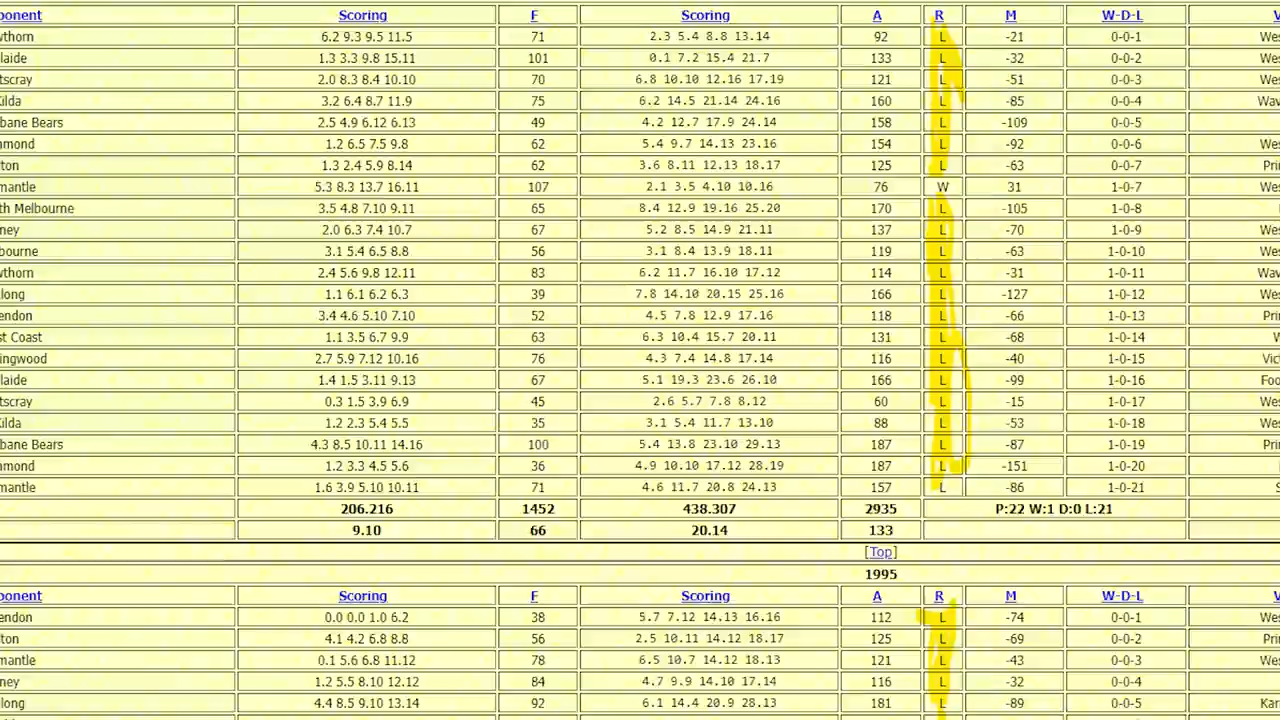 ponent Scoring F Scoring A R M W-D-L V
wthorn 6.2 9.3 9.5 11.5 71 2.3 5.4 8.8 13.14 92 L -21 0-0-1 Wes
laide 1.3 3.3 9.8 15.11 101 0.1 7.2 15.4 21.7 133 L -32 0-0-2 Wes
tscray 2.0 8.3 8.4 10.10 70 6.8 10.10 12.16 17.19 121 L -51 0-0-3 Wes
Kilda 3.2 6.4 8.7 11.9 75 6.2 14.5 21.14 24.16 160 L -85 0-0-4 Wav
bane Bears 2.5 4.9 6.12 6.13 49 4.2 12.7 17.9 24.14 158 L -109 0-0-5
mmond 1.2 6.5 7.5 9.8 62 5.4 9.7 14.13 23.16 154 L -92 0-0-6 Wes
ton 1.3 2.4 5.9 8.14 62 3.6 8.11 12.13 18.17 125 L -63 0-0-7 Pri
mantle 5.3 8.3 13.7 16.11 107 2.1 3.5 4.10 10.16 76 W 31 1-0-7 Wes
th Melbourne 3.5 4.8 7.10 9.11 65 8.4 12.9 19.16 25.20 170 L -105 1-0-8
ney 2.0 6.3 7.4 10.7 67 5.2 8.5 14.9 21.11 137 L -70 1-0-9 Wes
bourne 3.1 5.4 6.5 8.8 56 3.1 8.4 13.9 18.11 119 L -63 1-0-10 Wes
wthorn 2.4 5.6 9.8 12.11 83 6.2 11.7 16.10 17.12 114 L -31 1-0-11 Wav
long 1.1 6.1 6.2 6.3 39 7.8 14.10 20.15 25.16 166 L -127 1-0-12 Wes
endon 3.4 4.6 5.10 7.10 52 4.5 7.8 12.9 17.16 118 L -66 1-0-13 Pri
st Coast 1.1 3.5 6.7 9.9 63 6.3 10.4 15.7 20.11 131 L -68 1-0-14 W
ingwood 2.7 5.9 7.12 10.16 76 4.3 7.4 14.8 17.14 116 L -40 1-0-15 Vic
laide 1.4 1.5 3.11 9.13 67 5.1 19.3 23.6 26.10 166 L -99 1-0-16 Foo
tscray 0.3 1.5 3.9 6.9 45 2.6 5.7 7.8 8.12 60 L -15 1-0-17 Wes
Kilda 1.2 2.3 5.4 5.5 35 3.1 5.4 11.7 13.10 88 L -53 1-0-18 Wes
bane Bears 4.3 8.5 10.11 14.16 100 5.4 13.8 23.10 29.13 187 L -87 1-0-19 Pri
mmond 1.2 3.3 4.5 5.6 36 4.9 10.10 17.12 28.19 187 L -151 1-0-20
mantle 1.6 3.9 5.10 10.11 71 4.6 11.7 20.8 24.13 157 L -86 1-0-21 S
206.216 1452 438.307 2935 P:22 W:1 D:0 L:21
9.10 66 20.14 133
[Top]
1995
ponent Scoring F Scoring A R M W-D-L V
endon 0.0 0.0 1.0 6.2 38 5.7 7.12 14.13 16.16 112 L -74 0-0-1 Wes
ton 4.1 4.2 6.8 8.8 56 2.5 10.11 14.12 18.17 125 L -69 0-0-2 Pri
mantle 0.1 5.6 6.8 11.12 78 6.5 10.7 14.12 18.13 121 L -43 0-0-3 Wes
ney 1.2 5.5 8.10 12.12 84 4.7 9.9 14.10 17.14 116 L -32 0-0-4
long 4.4 8.5 9.10 13.14 92 6.1 14.4 20.9 28.13 181 L -89 0-0-5 Kar